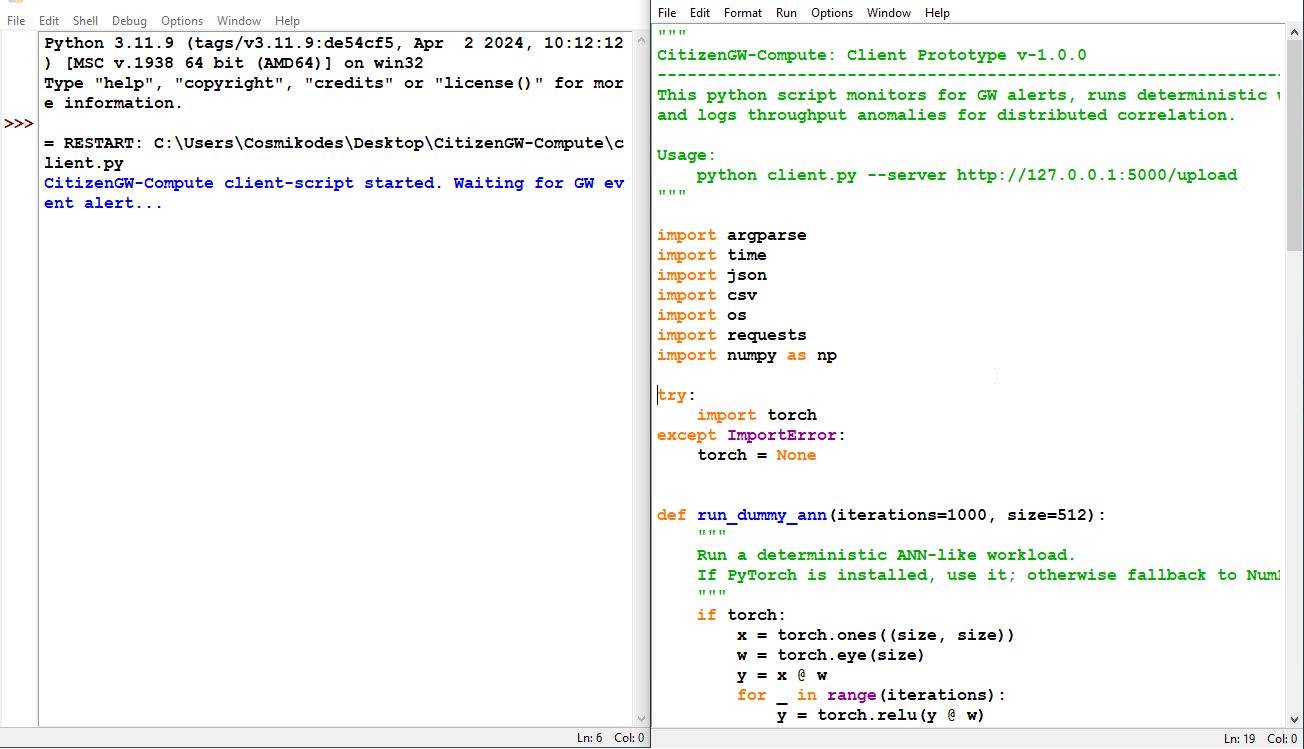 File Edit Shell Debug Options Window Help
Python 3.11.9 (tags/v3.11.9:de54cf5, Apr  2 2024, 10:12:12
) [MSC v.1938 64 bit (AMD64)] on win32
Type "help", "copyright", "credits" or "license()" for mor
e information.
>>>
= RESTART: C:\Users\Cosmikodes\Desktop\CitizenGW-Compute\c
lient.py
CitizenGW-Compute client-script started. Waiting for GW ev
ent alert...
Ln: 6 Col: 0
File Edit Format Run Options Window Help
"""
CitizenGW-Compute: Client Prototype v-1.0.0
---------------------------------------------------------------
This python script monitors for GW alerts, runs deterministic
and logs throughput anomalies for distributed correlation.

Usage:
    python client.py --server http://127.0.0.1:5000/upload
"""

import argparse
import time
import json
import csv
import os
import requests
import numpy as np

try:
    import torch
except ImportError:
    torch = None


def run_dummy_ann(iterations=1000, size=512):
    """
    Run a deterministic ANN-like workload.
    If PyTorch is installed, use it; otherwise fallback to
    """
    if torch:
        x = torch.ones((size, size))
        w = torch.eye(size)
        y = x @ w
        for _ in range(iterations):
            y = torch.relu(y @ w)
Ln: 19 Col: 0